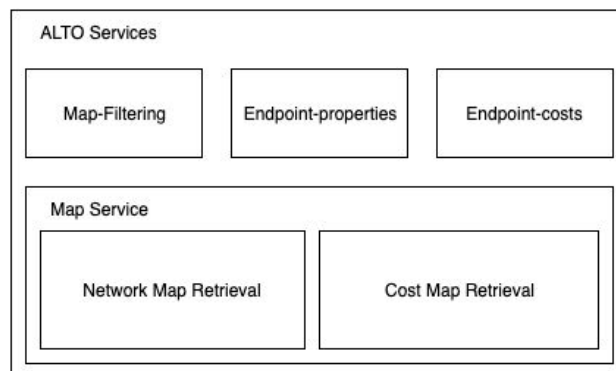 ALTO Services
Map-Filtering
Endpoint-properties
Endpoint-costs
Map Service
Network Map Retrieval
Cost Map Retrieval